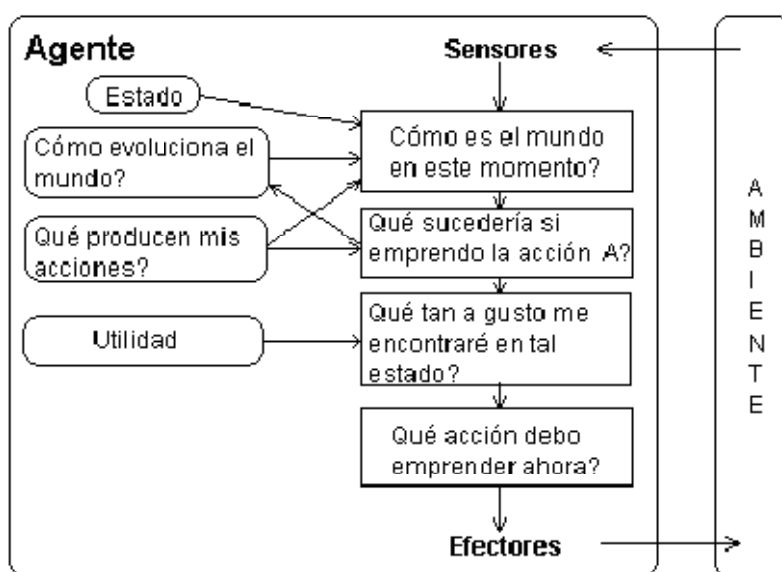 Agente
Sensores
Estado
Cómo es el mundo
en este momento?
Cómo evoluciona el
mundo?
Qué sucedería si
emprendo la acción A?
Qué producen mis
acciones?
Qué tan a gusto me
encontraré en tal
estado?
Utilidad
Qué acción debo
emprender ahora?
Efectores
AMBIENTE